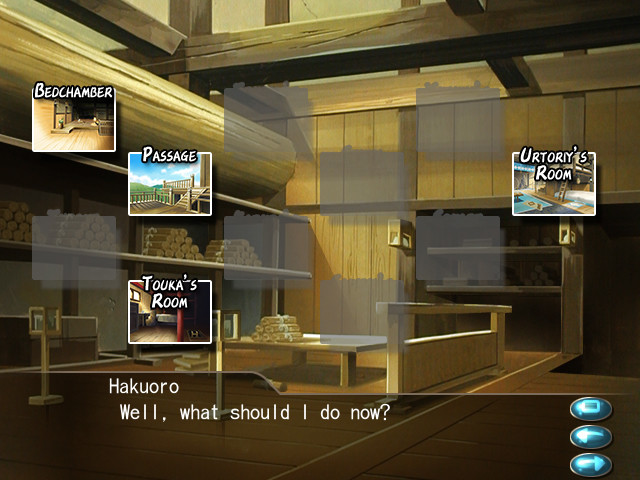 BEDCHAMBER
PASSAGE
URTORIY'S
ROOM
TOUKA'S
ROOM
Hakuoro
Well, what should I do now?